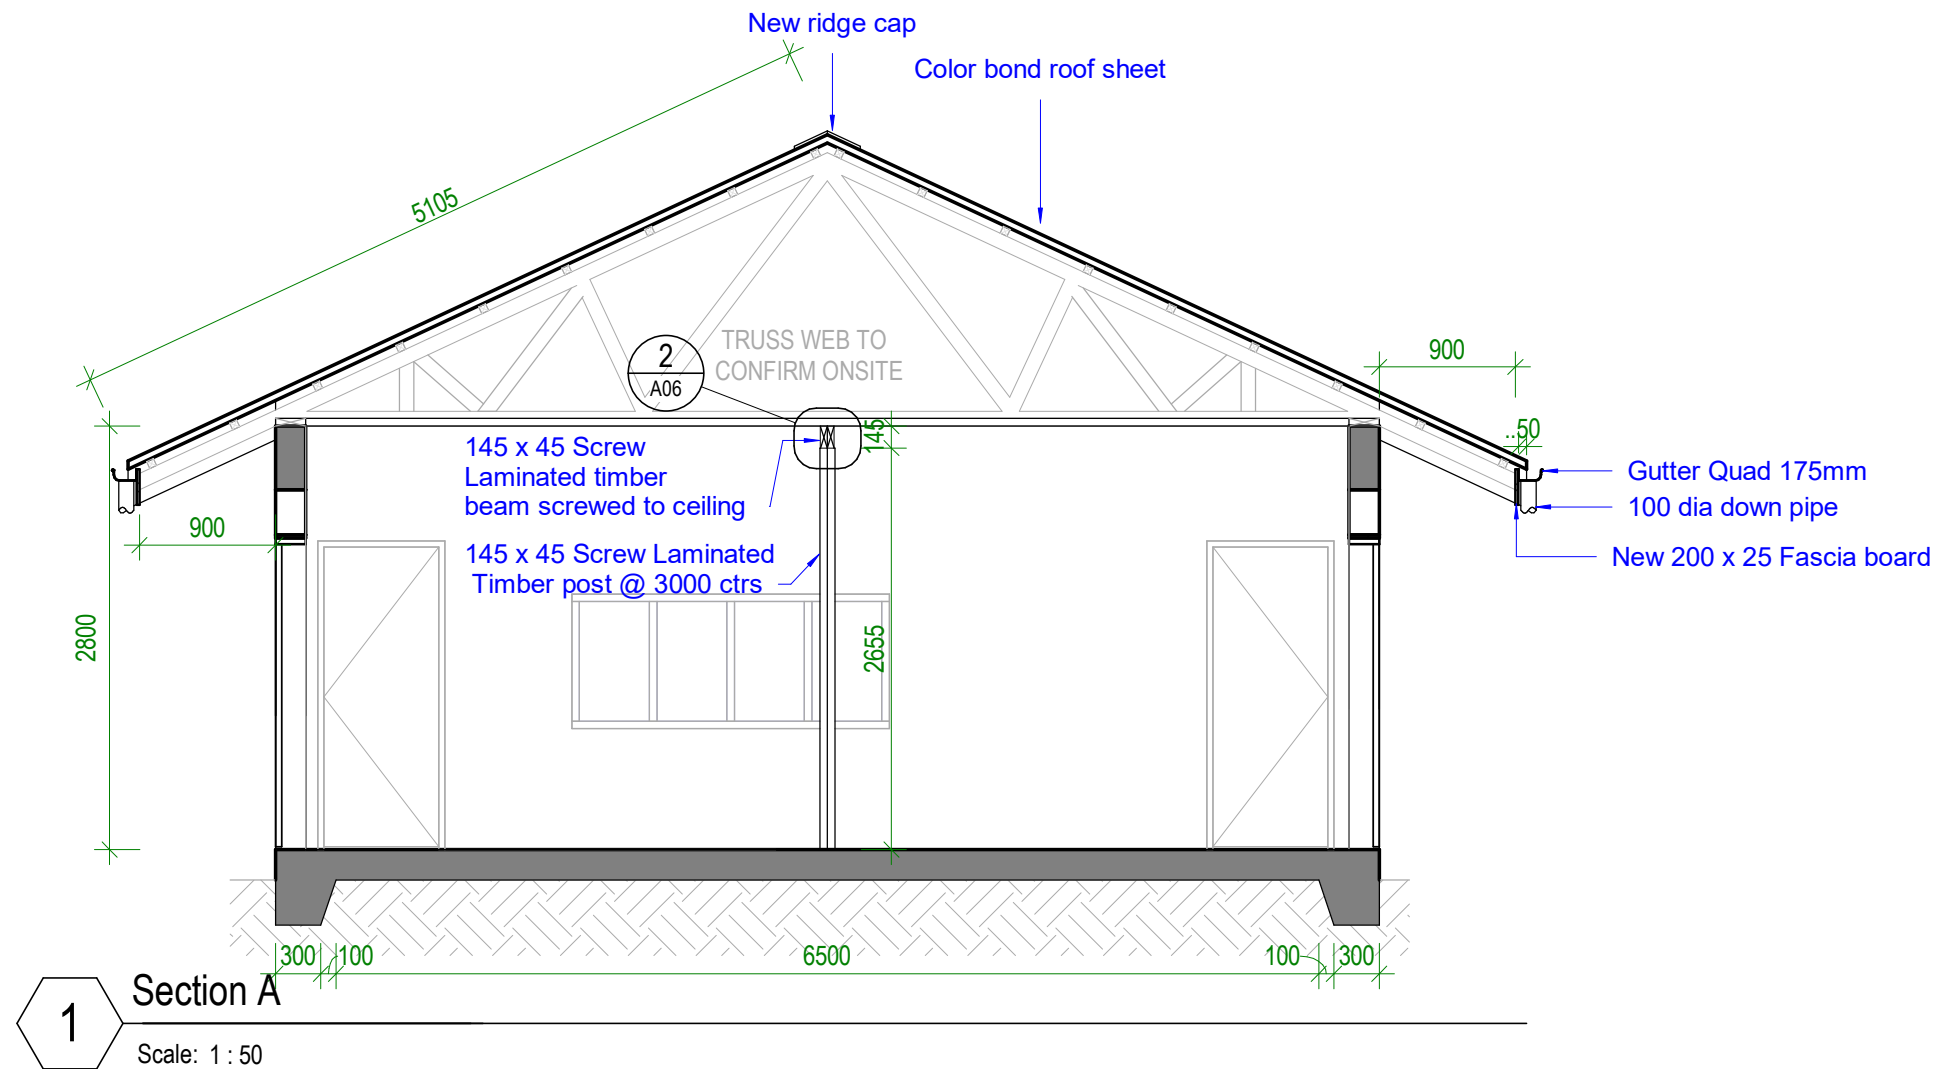 New ridge cap
Color bond roof sheet
5105
TRUSS WEB TO
CONFIRM ONSITE
2
A06
900
..50
145
145 x 45 Screw
Laminated timber
beam screwed to ceiling
Gutter Quad 175mm
100 dia down pipe
900
145 x 45 Screw Laminated
Timber post @ 3000 ctrs
New 200 x 25 Fascia board
2800
2655
300
100
6500
100
300
1
Section A
Scale: 1 : 50